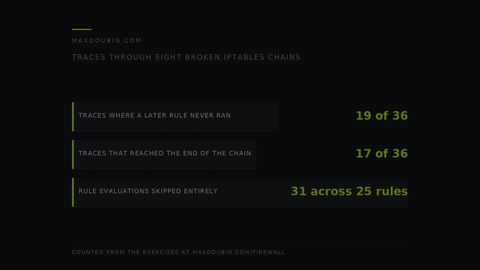 MAXDOUBIN.COM
TRACES THROUGH EIGHT BROKEN IPTABLES CHAINS
TRACES WHERE A LATER RULE NEVER RAN 19 of 36
TRACES THAT REACHED THE END OF THE CHAIN 17 of 36
RULE EVALUATIONS SKIPPED ENTIRELY 31 across 25 rules
COUNTED FROM THE EXERCISES AT MAXDOUBIN.COM/FIREWALL